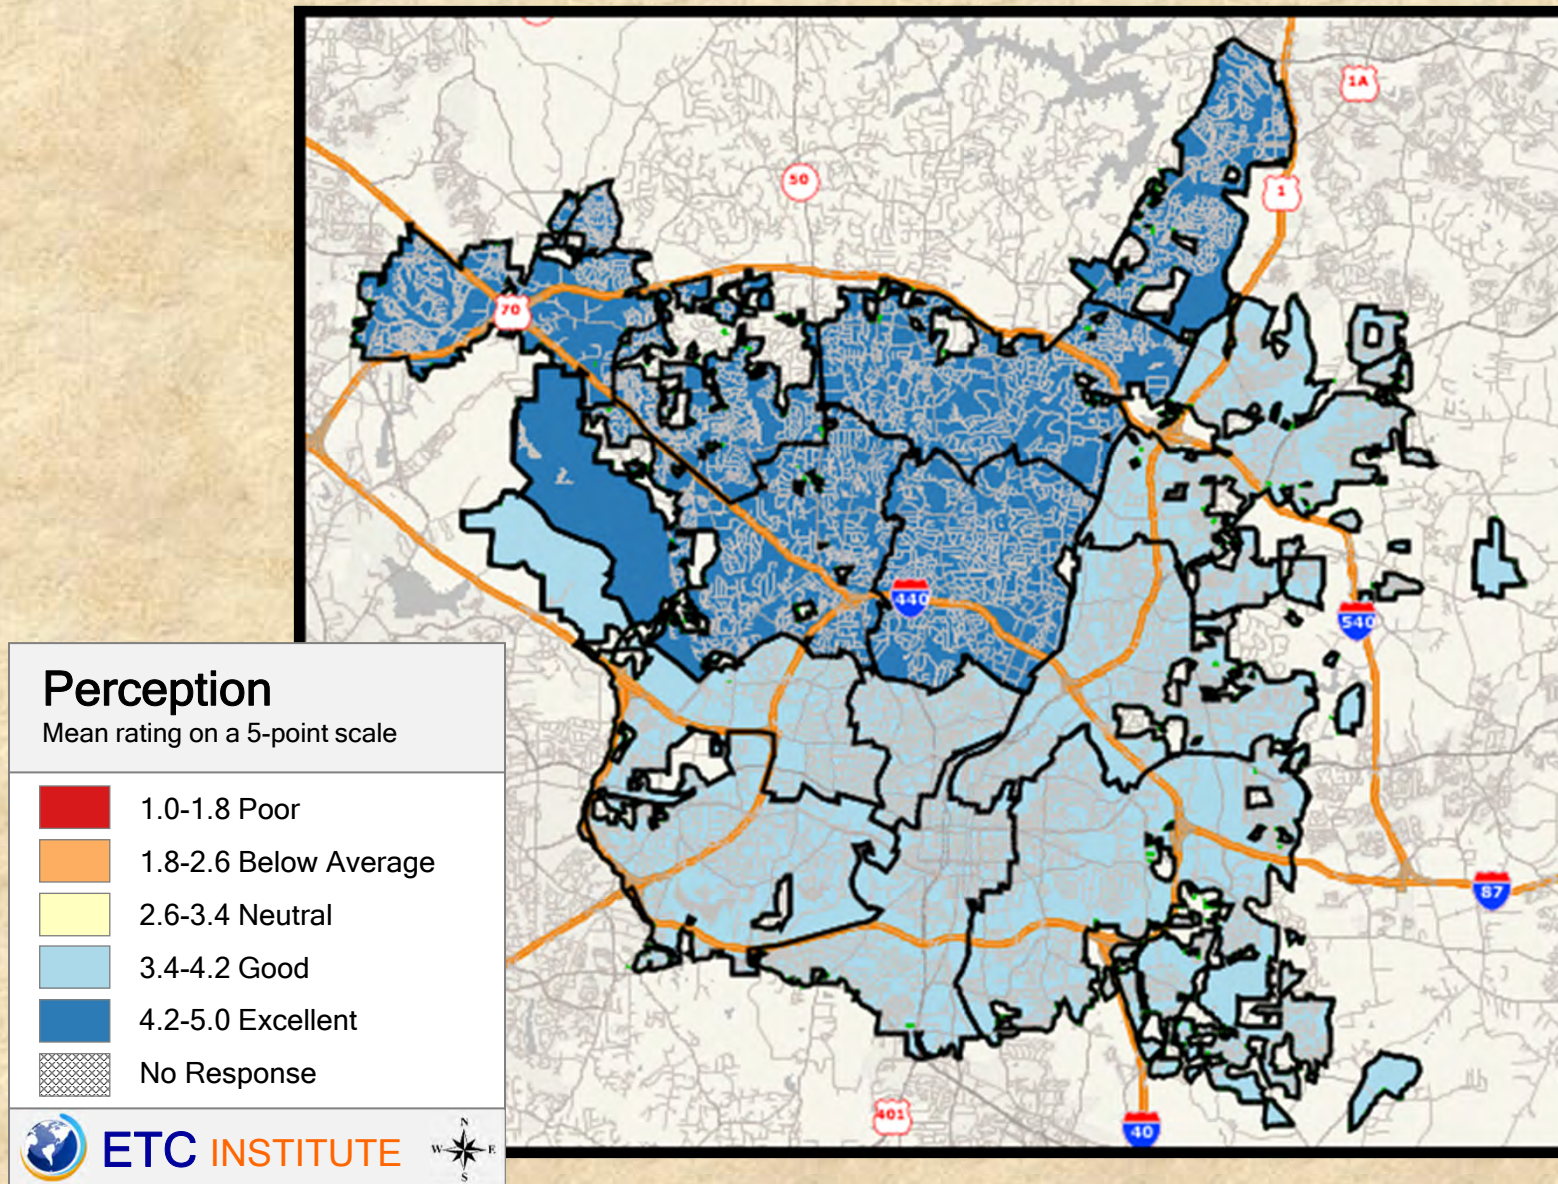 1A
50
1
70
440
540
87
401
40
Perception
Mean rating on a 5-point scale
1.0-1.8 Poor
1.8-2.6 Below Average
2.6-3.4 Neutral
3.4-4.2 Good
4.2-5.0 Excellent
No Response
ETC INSTITUTE
N
W E
S